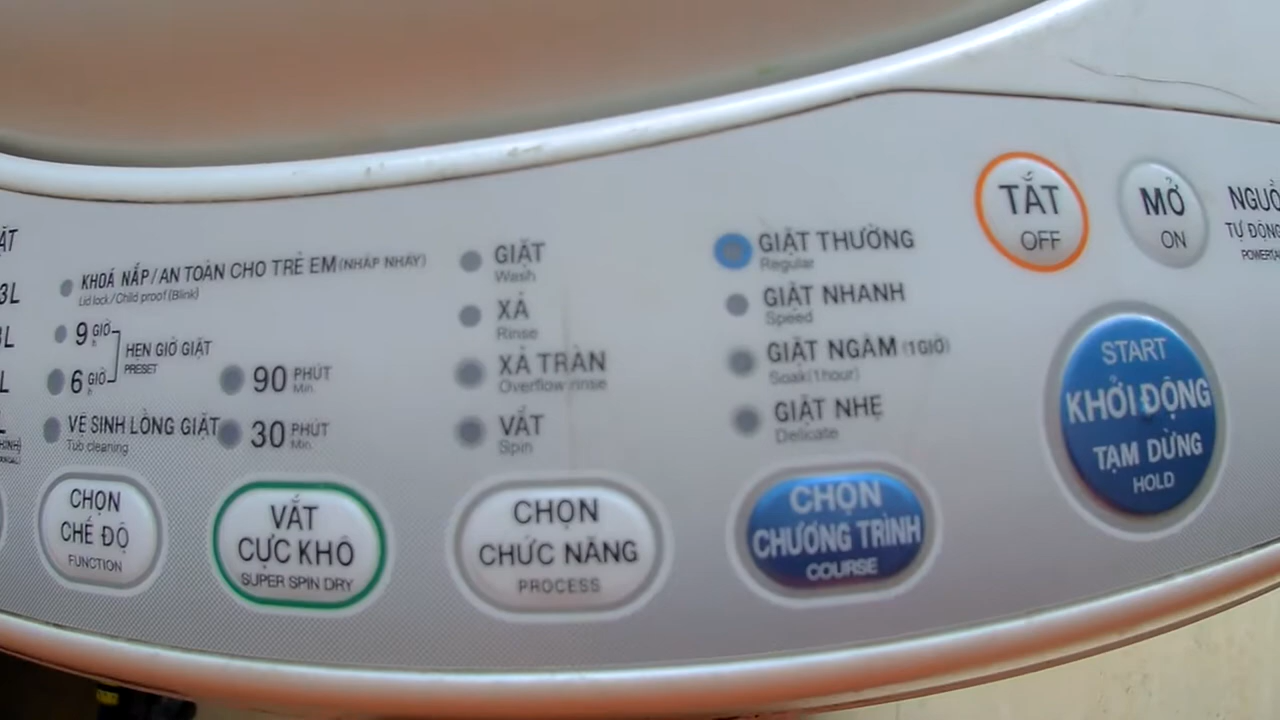 KHOÁ NẮP/AN TOÀN CHO TRẺ EM (NHẤP NHÁY)
Lid lock/Child proof (Blink)
9 GIỜ
h
6 GIỜ
h
HẸN GIỜ GIẶT
PRESET
VỆ SINH LỒNG GIẶT
Tub cleaning
90 PHÚT
Min.
30 PHÚT
Min.
GIẶT
Wash
XẢ
Rinse
XẢ TRÀN
Overflow rinse
VẮT
Spin
GIẶT THƯỜNG
Regular
GIẶT NHANH
Speed
GIẶT NGÂM (1GIỜ)
Soak(1hour)
GIẶT NHẸ
Delicate
TẮT
OFF
MỞ
ON
TỰ ĐỘNG
START
KHỞI ĐỘNG
TẠM DỪNG
HOLD
CHỌN
CHẾ ĐỘ
FUNCTION
VẮT
CỰC KHÔ
SUPER SPIN DRY
CHỌN
CHỨC NĂNG
PROCESS
CHỌN
CHƯƠNG TRÌNH
COURSE